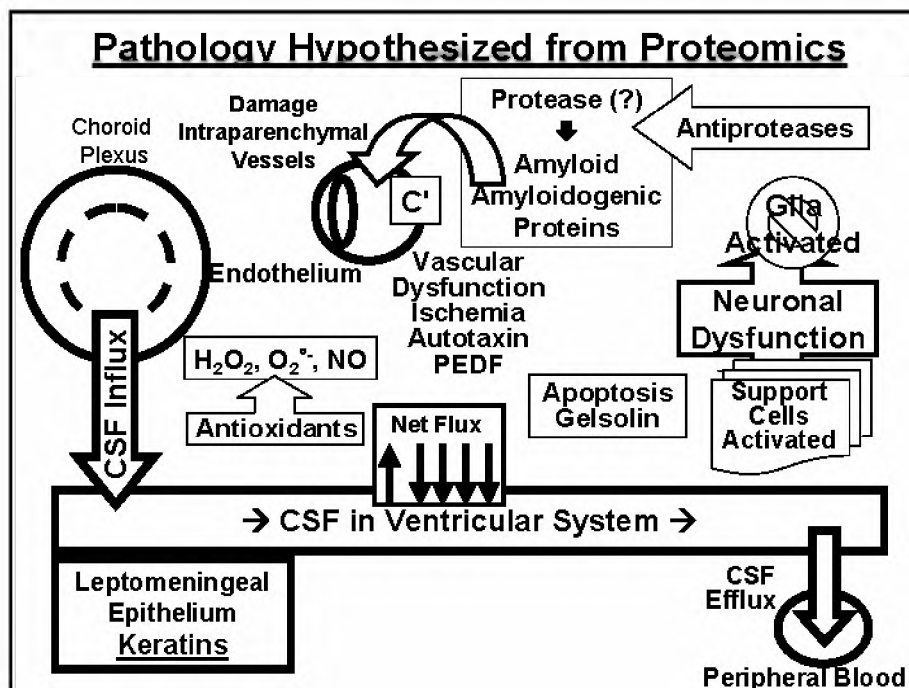 Pathology Hypothesized from Proteomics
Choroid
Plexus
Damage
Intraparenchymal
Vessels
Protease (?)
Amyloid
Amyloidogenic
Proteins
Antiproteases
C'
Endothelium
Vascular
Dysfunction
Ischemia
Autotaxin
PEDF
Glia
Activated
Neuronal
Dysfunction
Support
Cells
Activated
CSF Influx
H₂O₂, O₂°⁻, NO
Antioxidants
Net Flux
Apoptosis
Gelsolin
→ CSF in Ventricular System →
Leptomeningeal
Epithelium
Keratins
CSF
Efflux
Peripheral Blood